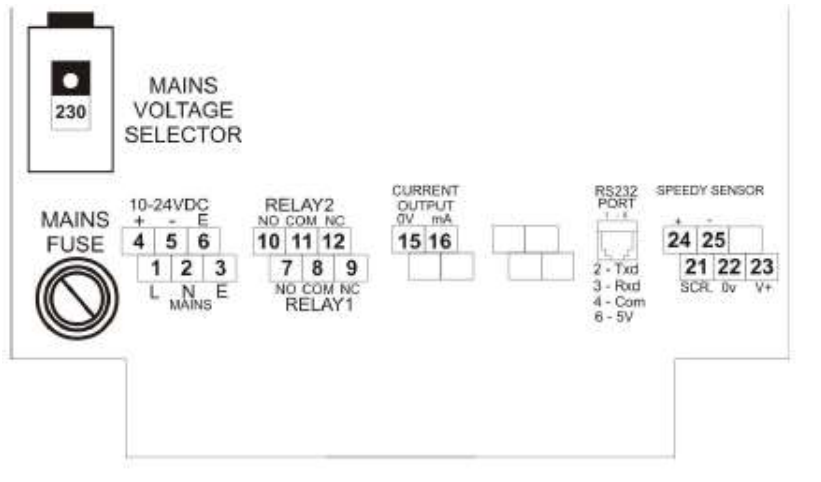 230
MAINS
VOLTAGE
SELECTOR
MAINS
FUSE
10-24VDC
+ - E
4 5 6
1 2 3
L N E
MAINS
RELAY2
NO COM NC
10 11 12
7 8 9
NO COM NC
RELAY1
CURRENT
OUTPUT
0V mA
15 16
RS232
PORT
2 - Txd
3 - Rxd
4 - Com
6 - 5V
SPEEDY SENSOR
+ -
24 25
21 22 23
SCR. 0v V+